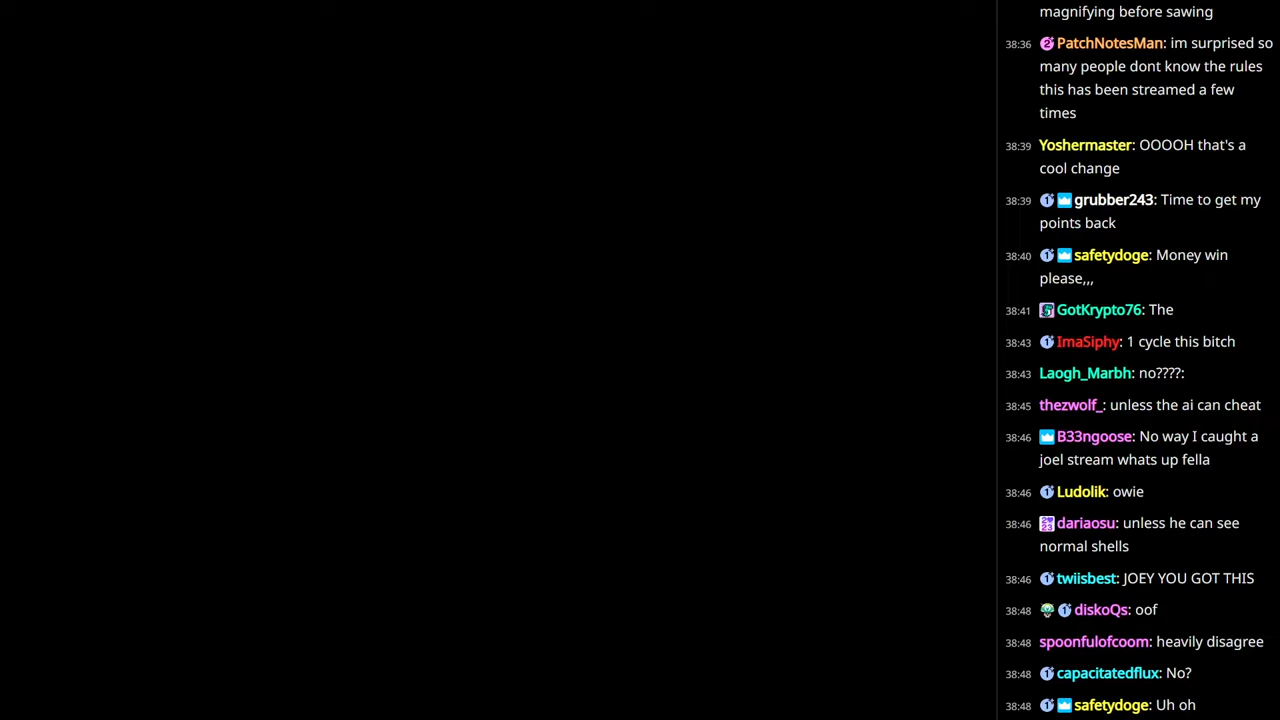 magnifying before sawing
38:36 PatchNotesMan: im surprised so
many people dont know the rules
this has been streamed a few
times
38:39 Yoshermaster: OOOOH that's a
cool change
38:39 grubber243: Time to get my
points back
38:40 safetydoge: Money win
please,,,
38:41 GotKrypto76: The
38:43 ImaSiphy: 1 cycle this bitch
38:43 Laogh_Marbh: no????:
38:45 thezwolf_: unless the ai can cheat
38:46 B33ngoose: No way I caught a
joel stream whats up fella
38:46 Ludolik: owie
38:46 dariaosu: unless he can see
normal shells
38:46 twiisbest: JOEY YOU GOT THIS
38:48 diskoQs: oof
38:48 spoonfulofcoom: heavily disagree
38:48 capacitatedflux: No?
38:48 safetydoge: Uh oh